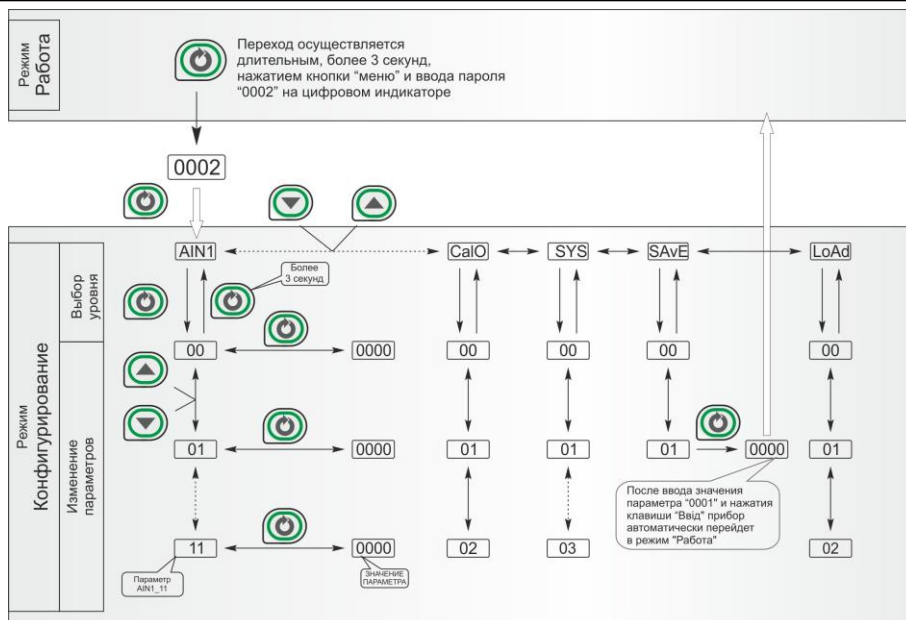 Режим
Работа
Переход осуществляется
длительным, более 3 секунд,
нажатием кнопки “меню” и ввода пароля
“0002” на цифровом индикаторе
0002
Режим
Конфигурирование
Выбор
уровня
Изменение
параметров
AIN1
CalO
SYS
SAvE
LoAd
Более
3 секунд
00
0000
00
00
00
00
01
0000
01
01
01
0000
01
После ввода значения
параметра “0001” и нажатия
клавиши "Ввід" прибор
автоматически перейдет
в режим "Работа"
11
0000
02
03
02
Параметр
AIN1_11
ЗНАЧЕНИЕ
ПАРАМЕТРА